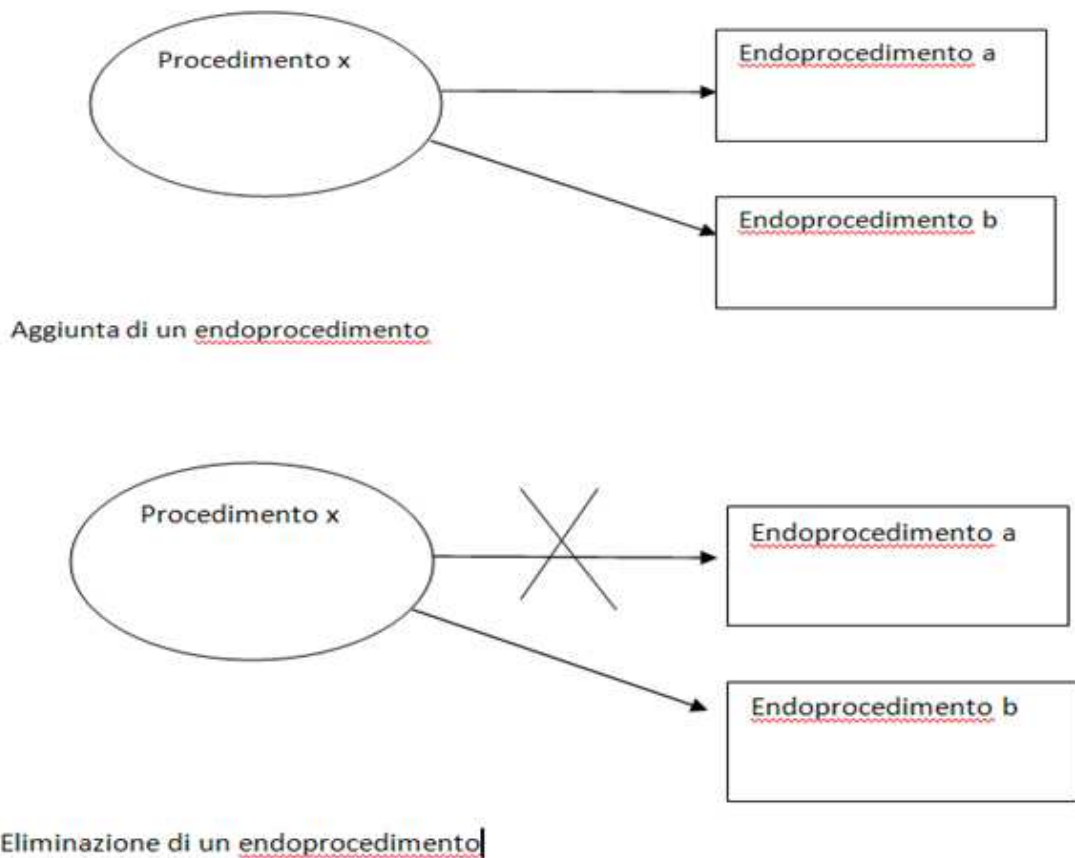 Procedimento x
Endoprocedimento a
Endoprocedimento b
Aggiunta di un endoprocedimento
Procedimento x
Endoprocedimento a
Endoprocedimento b
Eliminazione di un endoprocedimento